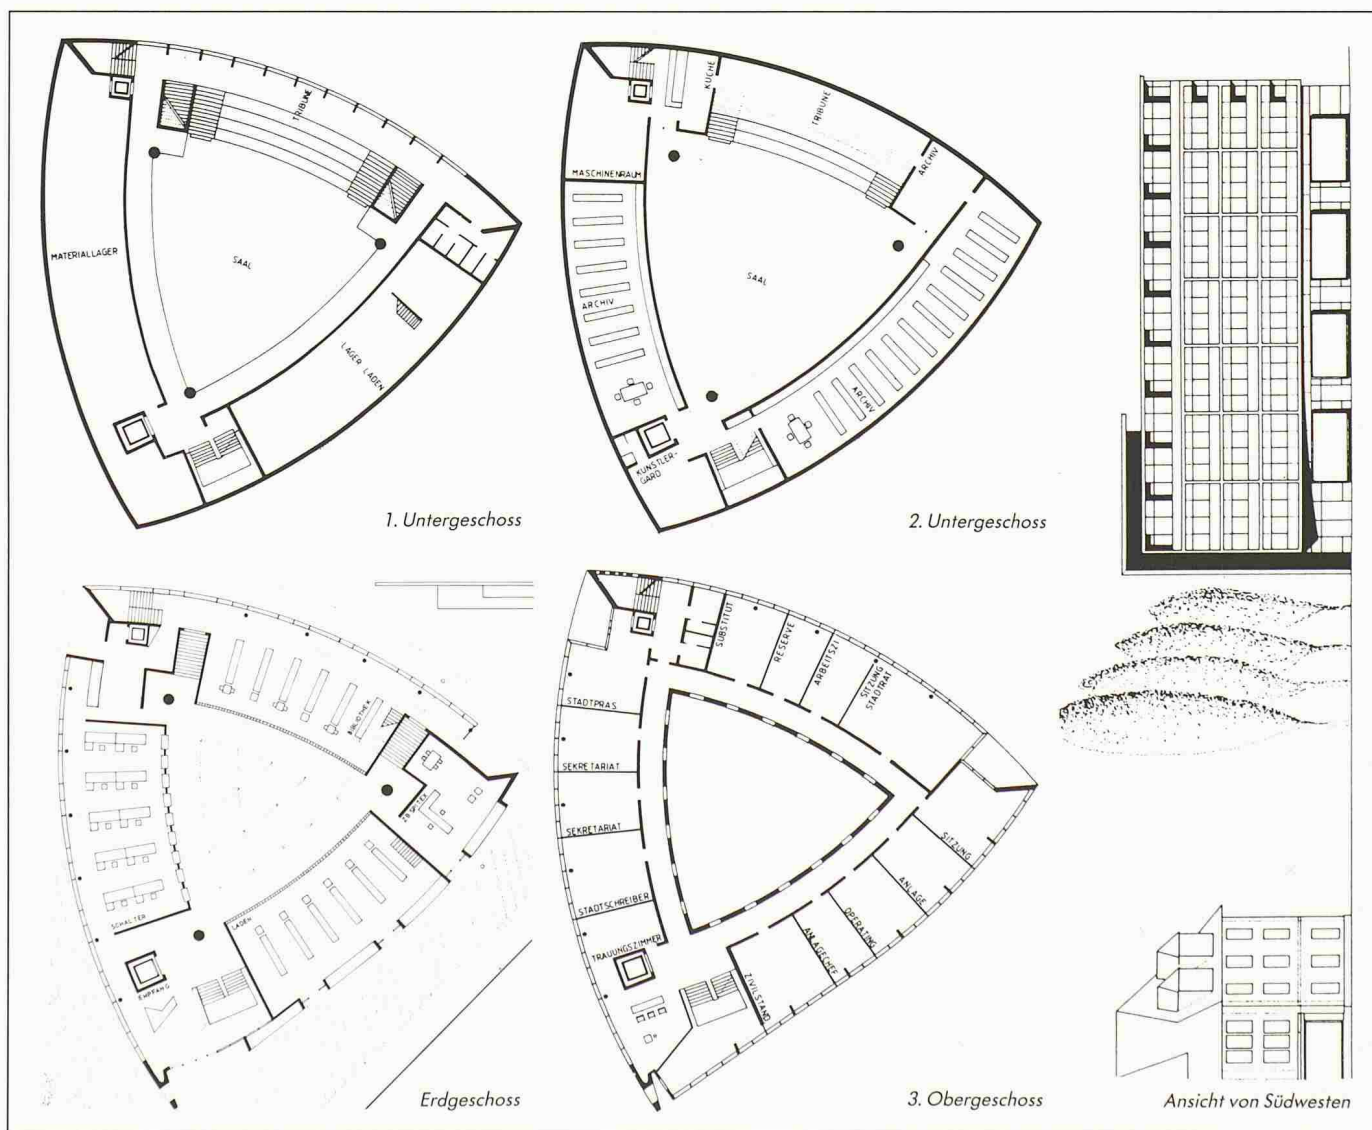 TRIBÜNE
MATERIALLAGER
SAAL
LAGER LADEN
1. Untergeschoss
KÜCHE
TRIBÜNE
ARCHIV
MASCHINENRAUM
ARCHIV
SAAL
ARCHIV
KÜNSTLER-
GARD
2. Untergeschoss
BIBLIOTHEK
SCHALTER
LADEN
EMPFANG
Erdgeschoss
SUBSTITUT
RESERVE
ARBEITSZI
SITZUNG
STADTRAT
STADTPRÄS
SEKRETARIAT
SEKRETARIAT
STADTSCHREIBER
TRAUUNGSZIMMER
ZIVILSTAND
ANLAGECHEF
OPERATING
ANLAGE
SITZUNG
3. Obergeschoss
Ansicht von Südwesten